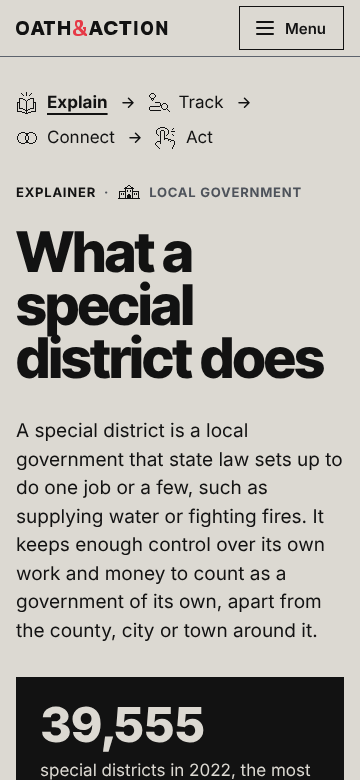 OATH&ACTION
Menu
Explain → Track →
Connect → Act
EXPLAINER · LOCAL GOVERNMENT
What a
special
district does
A special district is a local
government that state law sets up to
do one job or a few, such as
supplying water or fighting fires. It
keeps enough control over its own
work and money to count as a
government of its own, apart from
the county, city or town around it.
39,555
special districts in 2022, the most